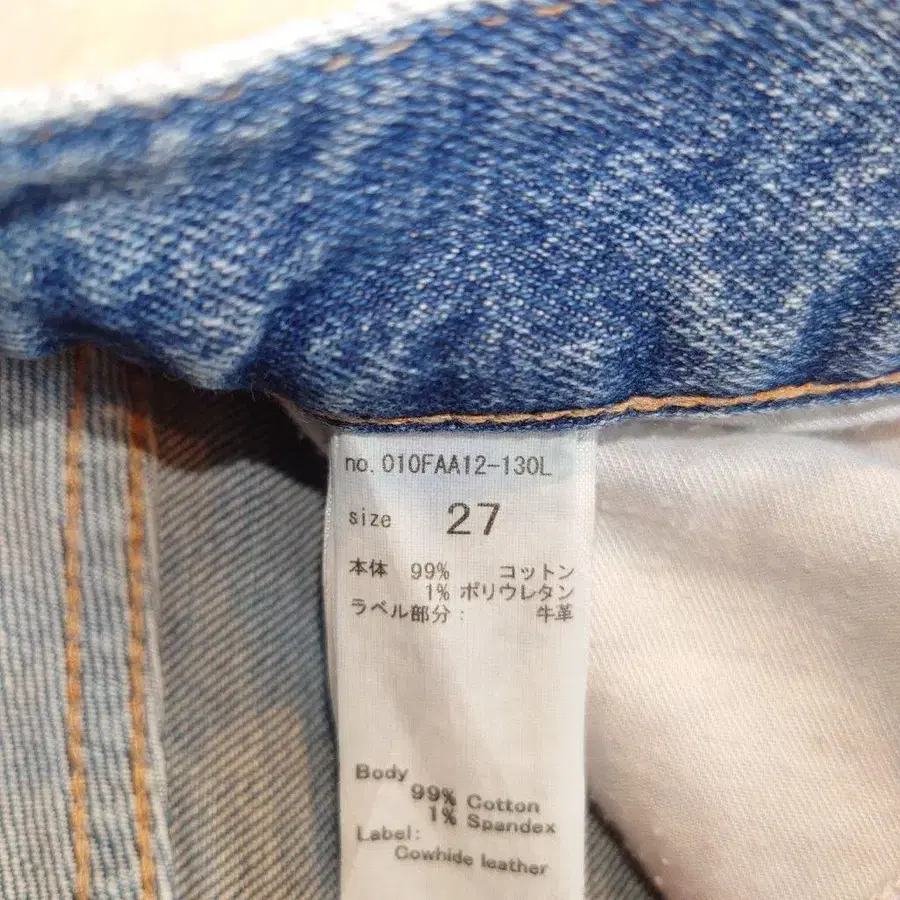 no. 010FAA12-130L
size 27
本体 99% コットン
1% ポリウレタン
ラベル部分: 牛革
Body
99% Cotton
1% Spandex
Label:
Cowhide leather